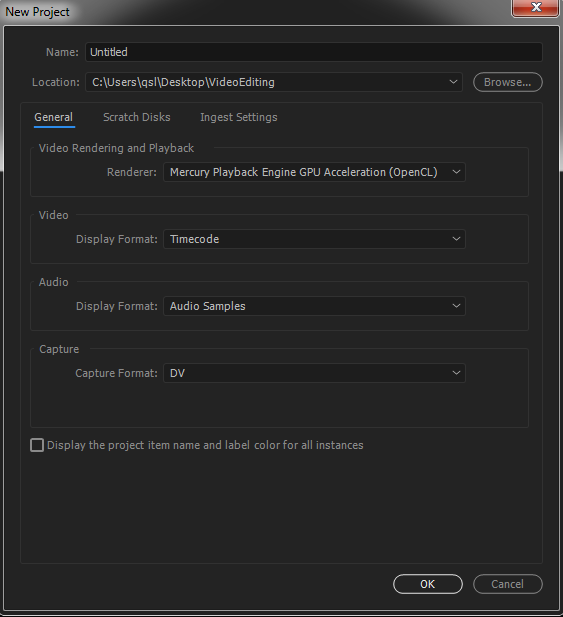 New Project
Name: Untitled
Location: C:\Users\qsl\Desktop\VideoEditing Browse...
General Scratch Disks Ingest Settings
Video Rendering and Playback
Renderer: Mercury Playback Engine GPU Acceleration (OpenCL)
Video
Display Format: Timecode
Audio
Display Format: Audio Samples
Capture
Capture Format: DV
Display the project item name and label color for all instances
OK Cancel